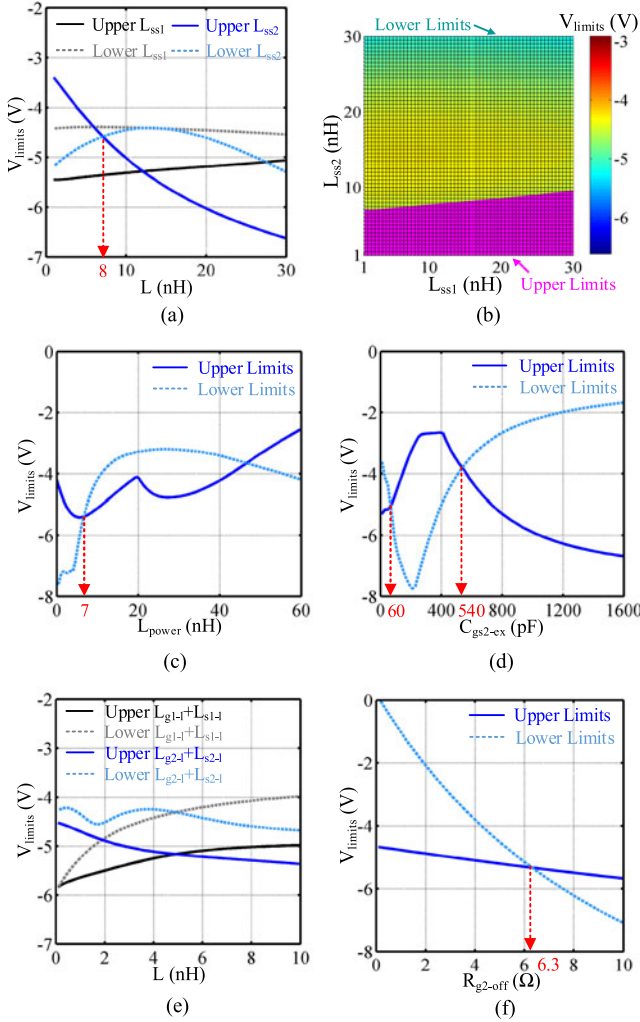 Upper Lss1 Upper Lss2
Lower Lss1 Lower Lss2
-2
-3
-4
-5
-6
-7
Vlimits (V)
0 8 10 20 30
L (nH)
(a)
Lower Limits
Vlimits (V)
30
20
10
1
Lss2 (nH)
1 10 20 30
Lss1 (nH)
Upper Limits
-3
-4
-5
-6
(b)
Upper Limits
Lower Limits
0
-2
-4
-6
-8
Vlimits (V)
0 7 20 40 60
Lpower (nH)
(c)
Upper Limits
Lower Limits
0
-2
-4
-6
-8
Vlimits (V)
0 60 400 540 800 1200 1600
Cgs2-ex (pF)
(d)
Upper Lg1-l+Ls1-l
Lower Lg1-l+Ls1-l
Upper Lg2-l+Ls2-l
Lower Lg2-l+Ls2-l
-2
-3
-4
-5
-6
-7
Vlimits (V)
0 2 4 6 8 10
L (nH)
(e)
Upper Limits
Lower Limits
0
-2
-4
-6
-8
Vlimits (V)
0 2 4 6 6.3 8 10
Rg2-off (Ω)
(f)